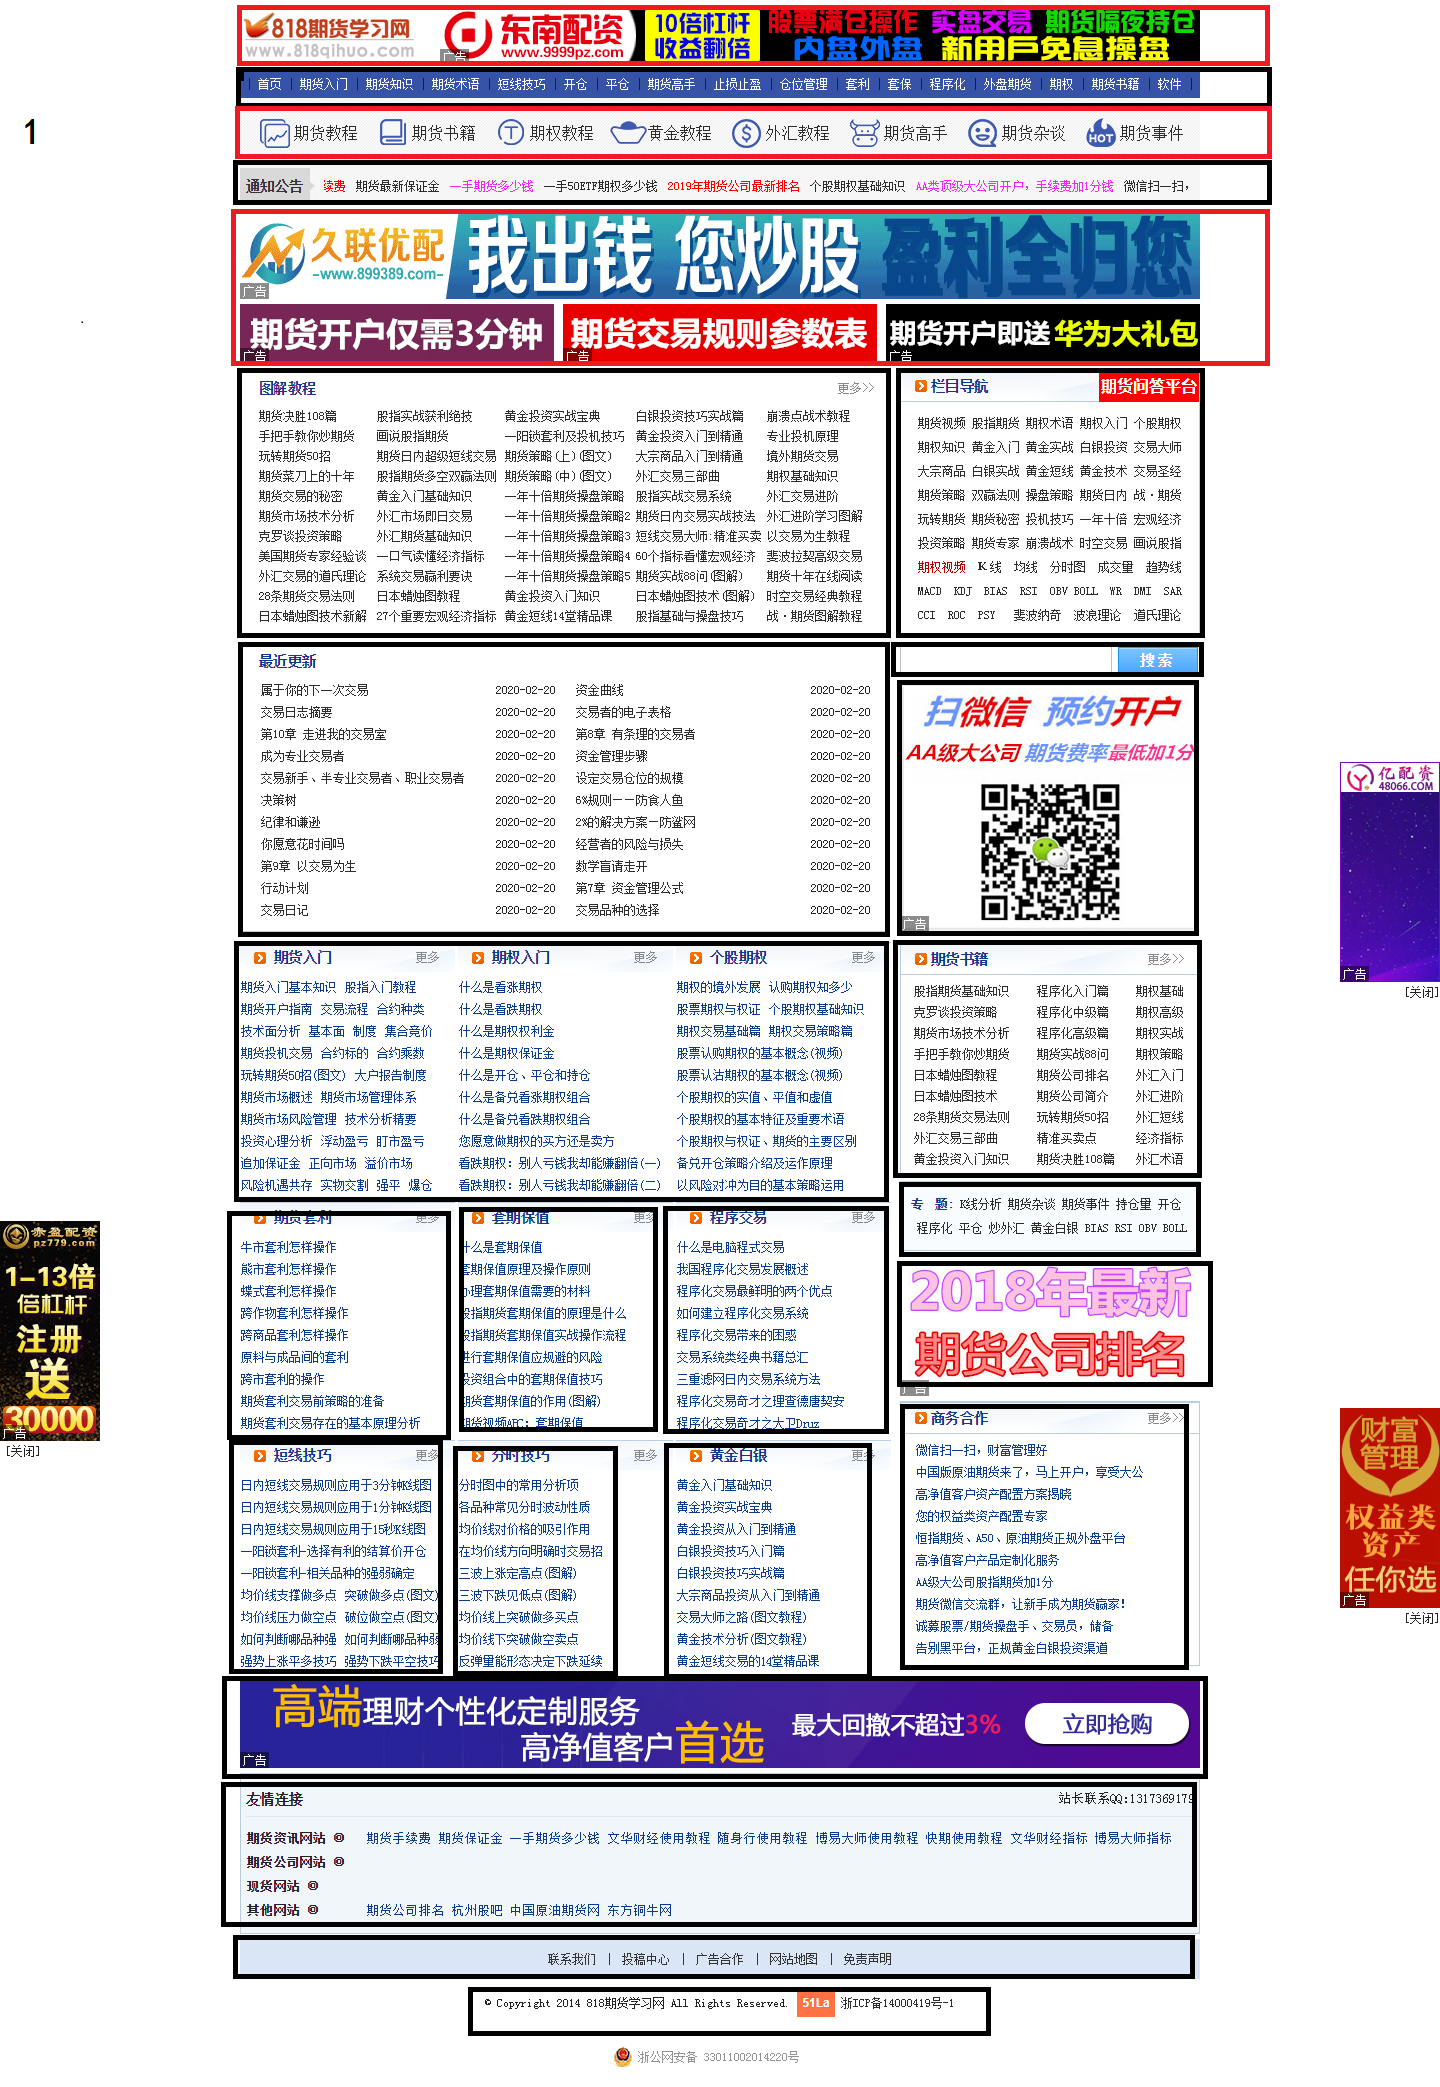 818期货学习网
www.818qihuo.com
东南配资
www.9999pz.com
10倍杠杆
收益翻倍
股票满仓操作 实盘交易 期货隔夜持仓
内盘外盘 新用戶免息操盘
广告
首页 期货入门 期货知识 期货术语 短线技巧 开仓 平仓 期货高手 止损止盈 仓位管理 套利 套保 程序化 外盘期货 期权 期货书籍 软件
1
期货教程 期货书籍 期权教程 黄金教程 外汇教程 期货高手 期货杂谈 HOT 期货事件
通知公告 续费 期货最新保证金 一手期货多少钱 一手50ETF期权多少钱 2019年期货公司最新排名 个股期权基础知识 AA类顶级大公司开户，手续费加1分钱 微信扫一扫，
久联优配
-www.899389.com-
我出钱 您炒股 盈利全归您
广告
期货开户仅需3分钟 期货交易规则参数表 期货开户即送华为大礼包
广告 广告 广告
图解教程 更多>>
期货决胜108篇 股指实战获利绝技 黄金投资实战宝典 白银投资技巧实战篇 崩溃点战术教程
手把手教你炒期货 画说股指期货 一阳锁套利及投机技巧 黄金投资入门到精通 专业投机原理
玩转期货50招 期货日内超级短线交易 期货策略(上)(图文) 大宗商品入门到精通 境外期货交易
期货菜刀上的十年 股指期货多空双赢法则 期货策略(中)(图文) 外汇交易三部曲 期权基础知识
期货交易的秘密 黄金入门基础知识 一年十倍期货操盘策略 股指实战交易系统 外汇交易进阶
期货市场技术分析 外汇市场即日交易 一年十倍期货操盘策略2 期货日内交易实战技法 外汇进阶学习图解
克罗谈投资策略 外汇期货基础知识 一年十倍期货操盘策略3 短线交易大师:精准买卖 以交易为生教程
美国期货专家经验谈 一口气读懂经济指标 一年十倍期货操盘策略4 60个指标看懂宏观经济 斐波拉契高级交易
外汇交易的道氏理论 系统交易赢利要诀 一年十倍期货操盘策略5 期货实战88问(图解) 期货十年在线阅读
28条期货交易法则 日本蜡烛图教程 黄金投资入门知识 日本蜡烛图技术(图解) 时空交易经典教程
日本蜡烛图技术新解 27个重要宏观经济指标 黄金短线14堂精品课 股指基础与操盘技巧 战·期货图解教程
栏目导航 期货问答平台
期货视频 股指期货 期权术语 期权入门 个股期权
期权知识 黄金入门 黄金实战 白银投资 交易大师
大宗商品 白银实战 黄金短线 黄金技术 交易圣经
期货策略 双赢法则 操盘策略 期货日内 战·期货
玩转期货 期货秘密 投机技巧 一年十倍 宏观经济
投资策略 期货专家 崩溃战术 时空交易 画说股指
期权视频 K线 均线 分时图 成交量 趋势线
MACD KDJ BIAS RSI OBV BOLL WR DMI SAR
CCI ROC PSY 斐波纳奇 波浪理论 道氏理论
最近更新
属于你的下一次交易 2020-02-20 资金曲线 2020-02-20
交易日志摘要 2020-02-20 交易者的电子表格 2020-02-20
第10章 走进我的交易室 2020-02-20 第8章 有条理的交易者 2020-02-20
成为专业交易者 2020-02-20 资金管理步骤 2020-02-20
交易新手、半专业交易者、职业交易者 2020-02-20 设定交易仓位的规模 2020-02-20
决策树 2020-02-20 6%规则——防食人鱼 2020-02-20
纪律和谦逊 2020-02-20 2%的解决方案—防鲨网 2020-02-20
你愿意花时间吗 2020-02-20 经营者的风险与损失 2020-02-20
第9章 以交易为生 2020-02-20 数学盲请走开 2020-02-20
行动计划 2020-02-20 第7章 资金管理公式 2020-02-20
交易日记 2020-02-20 交易品种的选择 2020-02-20
搜索
扫微信 预约开户
AA级大公司 期货费率最低加1分
广告
亿配资
48066.COM
广告
[关闭]
期货入门 更多
期货入门基本知识 股指入门教程
期货开户指南 交易流程 合约种类
技术面分析 基本面 制度 集合竞价
期货投机交易 合约标的 合约乘数
玩转期货50招(图文) 大户报告制度
期货市场概述 期货市场管理体系
期货市场风险管理 技术分析精要
投资心理分析 浮动盈亏 盯市盈亏
追加保证金 正向市场 溢价市场
风险机遇共存 实物交割 强平 爆仓
期权入门 更多
什么是看涨期权
什么是看跌期权
什么是期权权利金
什么是期权保证金
什么是开仓、平仓和持仓
什么是备兑看涨期权组合
什么是备兑看跌期权组合
您愿意做期权的买方还是卖方
看跌期权：别人亏钱我却能赚翻倍(一)
看跌期权：别人亏钱我却能赚翻倍(二)
个股期权 更多
期权的境外发展 认购期权知多少
股票期权与权证 个股期权基础知识
期权交易基础篇 期权交易策略篇
股票认购期权的基本概念(视频)
股票认沽期权的基本概念(视频)
个股期权的实值、平值和虚值
个股期权的基本特征及重要术语
个股期权与权证、期货的主要区别
备兑开仓策略介绍及运作原理
以风险对冲为目的基本策略运用
期货书籍 更多>>
股指期货基础知识 程序化入门篇 期权基础
克罗谈投资策略 程序化中级篇 期权高级
期货市场技术分析 程序化高级篇 期权实战
手把手教你炒期货 期货实战88问 期权策略
日本蜡烛图教程 期货公司排名 外汇入门
日本蜡烛图技术 期货公司简介 外汇进阶
28条期货交易法则 玩转期货50招 外汇短线
外汇交易三部曲 精准买卖点 经济指标
黄金投资入门知识 期货决胜108篇 外汇术语
专 题: K线分析 期货杂谈 期货事件 持仓量 开仓
程序化 平仓 炒外汇 黄金白银 BIAS RSI OBV BOLL
赤盈配资
pz779.com
1-13倍
倍杠杆
注册
送
30000
广告
[关闭]
期货套利 更多
牛市套利怎样操作
熊市套利怎样操作
蝶式套利怎样操作
跨作物套利怎样操作
跨商品套利怎样操作
原料与成品间的套利
跨市套利的操作
期货套利交易前策略的准备
期货套利交易存在的基本原理分析
套期保值 更多
什么是套期保值
套期保值原理及操作原则
办理套期保值需要的材料
股指期货套期保值的原理是什么
股指期货套期保值实战操作流程
进行套期保值应规避的风险
投资组合中的套期保值技巧
期货套期保值的作用(图解)
期货视频ABC：套期保值
程序交易 更多
什么是电脑程式交易
我国程序化交易发展概述
程序化交易最鲜明的两个优点
如何建立程序化交易系统
程序化交易带来的困惑
交易系统类经典书籍总汇
三重滤网日内交易系统方法
程序化交易奇才之理查德唐契安
程序化交易奇才之大卫Druz
2018年最新
期货公司排名
广告
短线技巧 更多
日内短线交易规则应用于3分钟K线图
日内短线交易规则应用于1分钟K线图
日内短线交易规则应用于15秒K线图
一阳锁套利-选择有利的结算价开仓
一阳锁套利-相关品种的强弱确定
均价线支撑做多点 突破做多点(图文)
均价线压力做空点 破位做空点(图文)
如何判断哪品种强 如何判断哪品种弱
强势上涨平多技巧 强势下跌平空技巧
分时技巧 更多
分时图中的常用分析项
各品种常见分时波动性质
均价线对价格的吸引作用
在均价线方向明确时交易招
三波上涨定高点(图解)
三波下跌见低点(图解)
均价线上突破做多买点
均价线下突破做空卖点
反弹量能形态决定下跌延续
黄金白银 更多
黄金入门基础知识
黄金投资实战宝典
黄金投资从入门到精通
白银投资技巧入门篇
白银投资技巧实战篇
大宗商品投资从入门到精通
交易大师之路(图文教程)
黄金技术分析(图文教程)
黄金短线交易的14堂精品课
商务合作 更多>>
微信扫一扫，财富管理好
中国版原油期货来了，马上开户，享受大公
高净值客户资产配置方案揭晓
您的权益类资产配置专家
恒指期货、A50、原油期货正规外盘平台
高净值客户产品定制化服务
AA级大公司股指期货加1分
期货微信交流群，让新手成为期货赢家！
诚募股票/期货操盘手、交易员，储备
告别黑平台，正规黄金白银投资渠道
财富
管理
权益类
资产
任你选
广告
[关闭]
高端理财个性化定制服务
高净值客户首选
最大回撤不超过3% 立即抢购
广告
友情连接 站长联系QQ:1317369179
期货资讯网站 期货手续费 期货保证金 一手期货多少钱 文华财经使用教程 随身行使用教程 博易大师使用教程 快期使用教程 文华财经指标 博易大师指标
期货公司网站
现货网站
其他网站 期货公司排名 杭州股吧 中国原油期货网 东方铜牛网
联系我们 | 投稿中心 | 广告合作 | 网站地图 | 免责声明
© Copyright 2014 818期货学习网 All Rights Reserved. 51La 浙ICP备14000419号-1
浙公网安备 33011002014220号